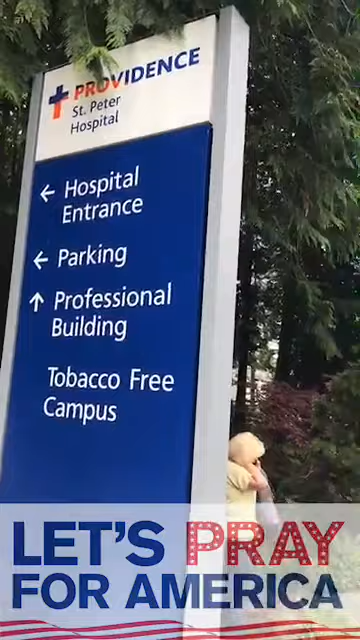 PROVIDENCE
St. Peter
Hospital
← Hospital
Entrance
← Parking
↑ Professional
Building
Tobacco Free
Campus
LET'S PRAY
FOR AMERICA